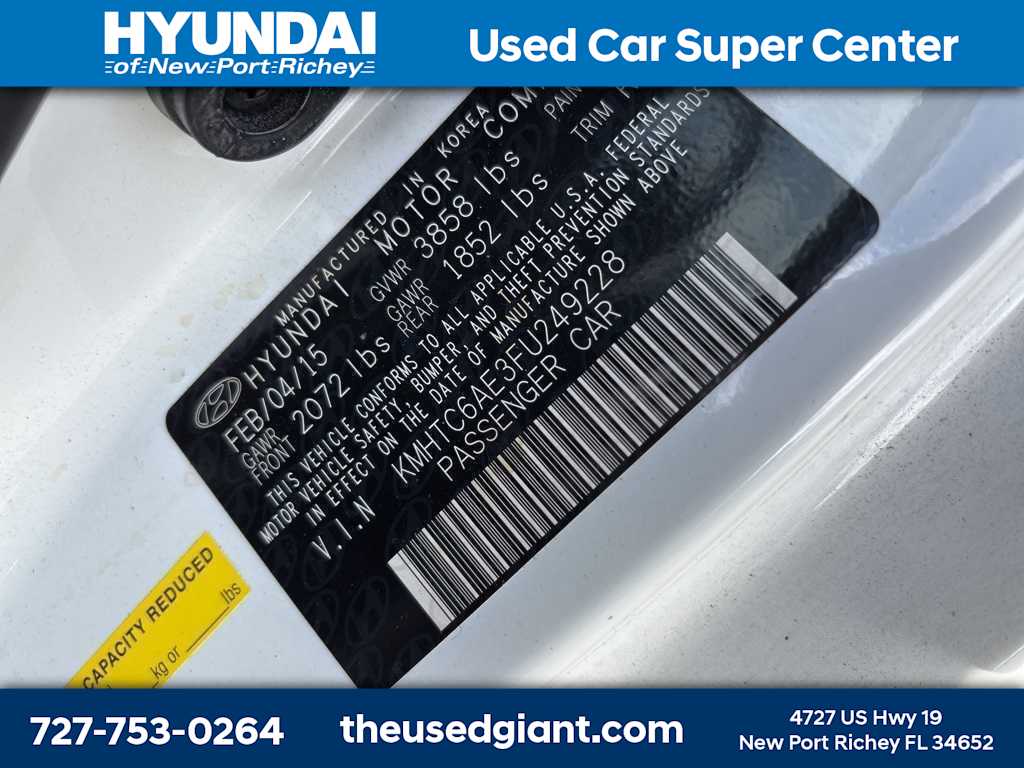 HYUNDAI
of New Port Richey
Used Car Super Center
MANUFACTURED IN KOREA
HYUNDAI MOTOR
FEB/04/15 GVWR 3858 lbs
GAWR FRONT 2072 lbs GAWR REAR 1852 lbs
THIS VEHICLE CONFORMS TO ALL APPLICABLE U.S.A. FEDERAL
MOTOR VEHICLE SAFETY, BUMPER AND THEFT PREVENTION STANDARDS
IN EFFECT ON THE DATE OF MANUFACTURE SHOWN ABOVE
V.I.N KMHTC6AE3FU249228
PASSENGER CAR
TRIM
CAPACITY REDUCED
kg or ____lbs
727-753-0264
theusedgiant.com
4727 US Hwy 19
New Port Richey FL 34652